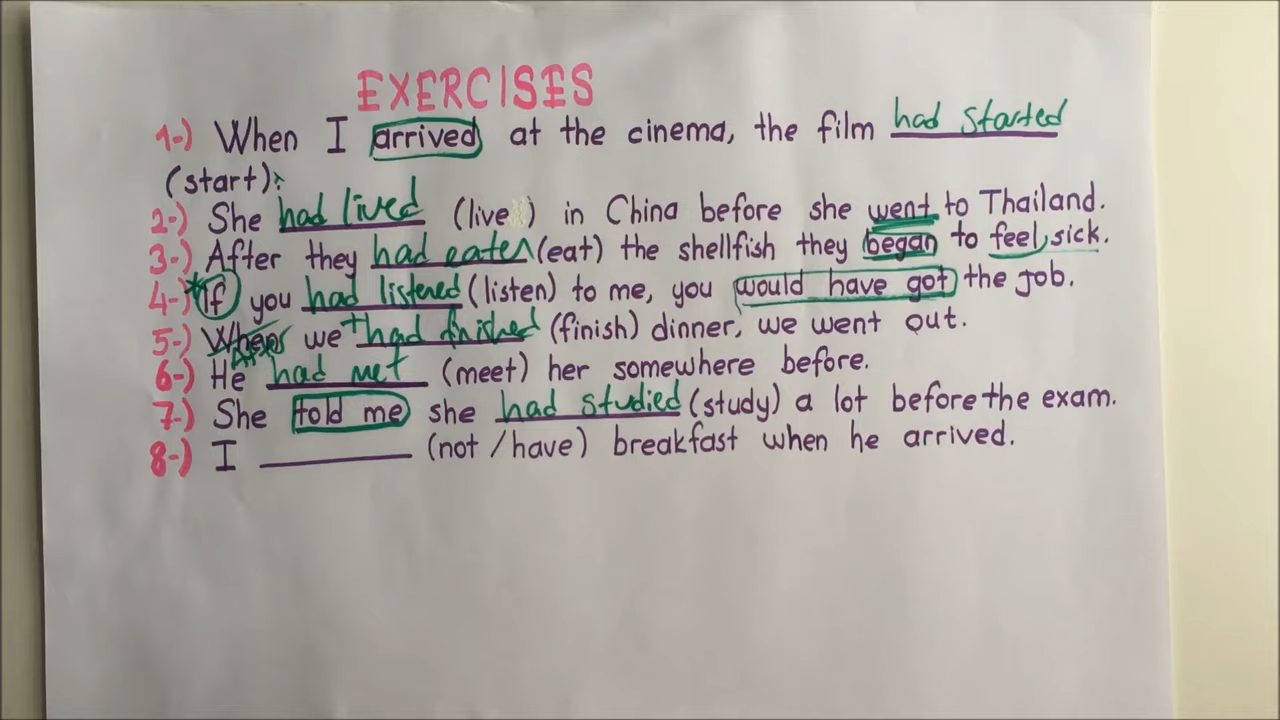 EXERCISES
1-) When I arrived at the cinema, the film had started
(start).
2-) She had lived (live ) in China before she went to Thailand.
3-) After they had eaten (eat) the shellfish they began to feel sick.
4-) *If you had listened (listen) to me, you would have got the job.
5-) When we had finished (finish) dinner, we went out.
After
6-) He had met (meet) her somewhere before.
7-) She told me she had studied (study) a lot before the exam.
8-) I ________ (not / have) breakfast when he arrived.